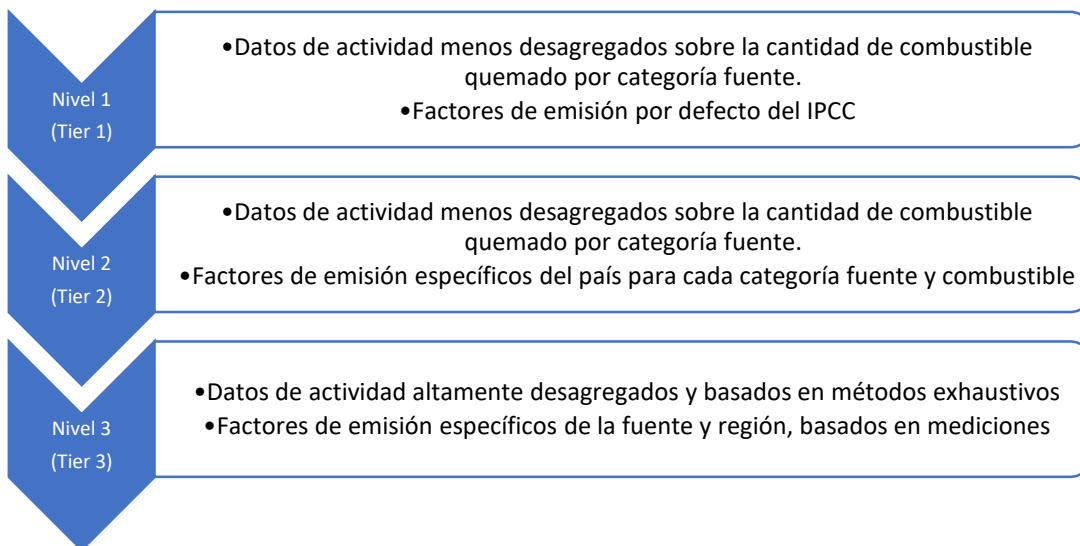 Nivel 1
(Tier 1)
•Datos de actividad menos desagregados sobre la cantidad de combustible
quemado por categoría fuente.
•Factores de emisión por defecto del IPCC
Nivel 2
(Tier 2)
•Datos de actividad menos desagregados sobre la cantidad de combustible
quemado por categoría fuente.
•Factores de emisión específicos del país para cada categoría fuente y combustible
Nivel 3
(Tier 3)
•Datos de actividad altamente desagregados y basados en métodos exhaustivos
•Factores de emisión específicos de la fuente y región, basados en mediciones